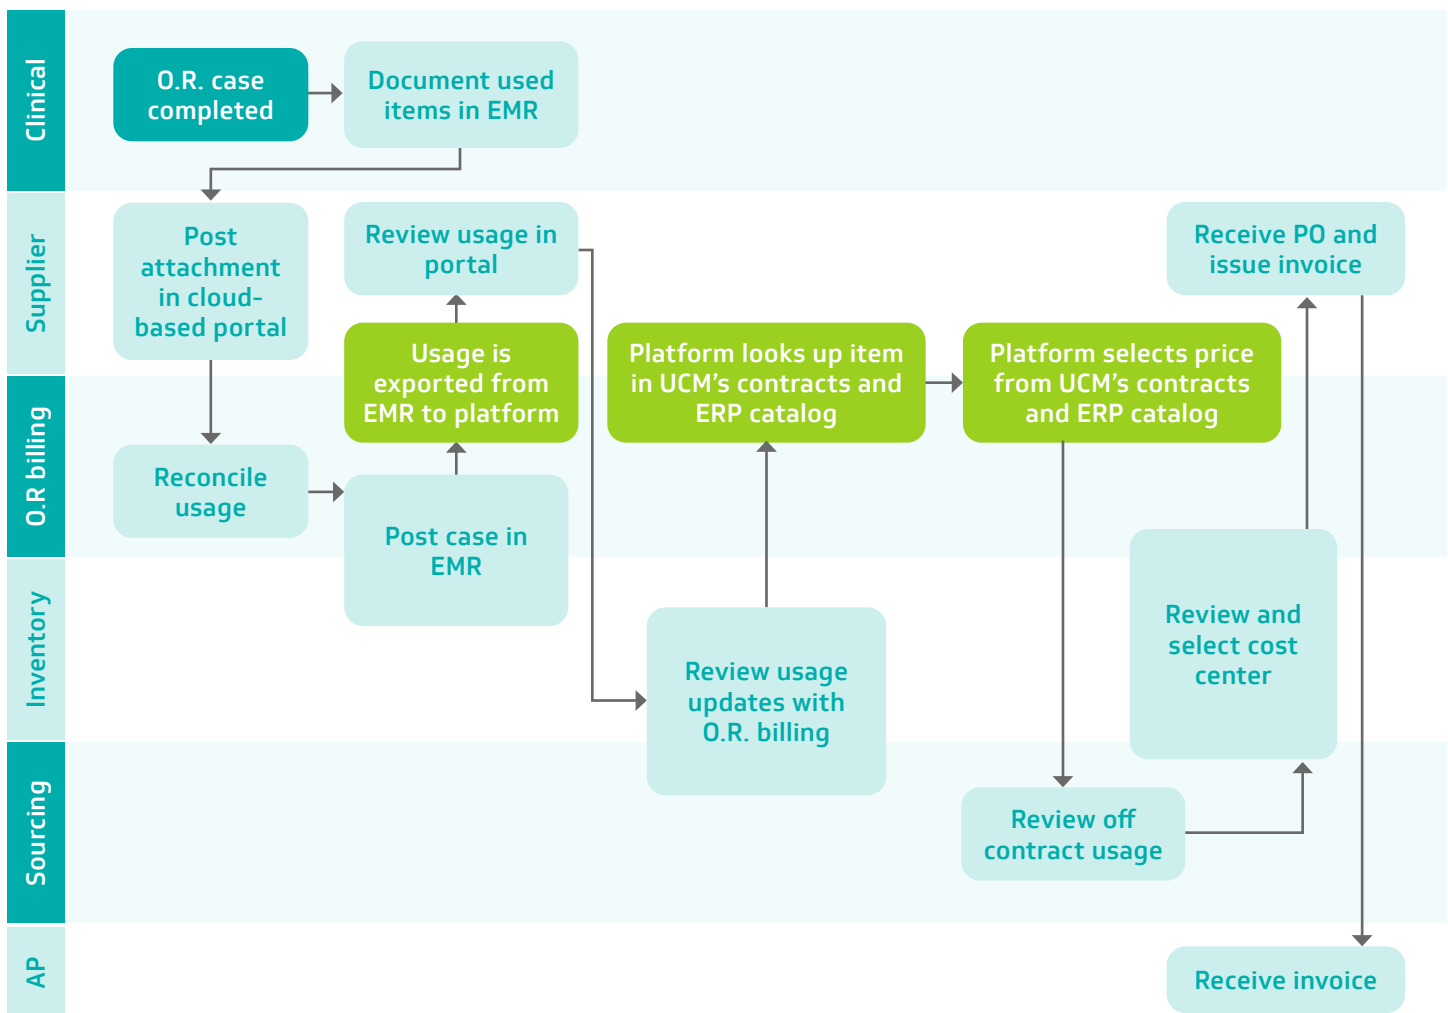 Clinical
O.R. case
completed
Document used
items in EMR
Supplier
Post
attachment
in cloud-
based portal
Review usage in
portal
Receive PO and
issue invoice
Usage is
exported from
EMR to platform
Platform looks up item
in UCM's contracts and
ERP catalog
Platform selects price
from UCM's contracts
and ERP catalog
O.R billing
Reconcile
usage
Post case in
EMR
Inventory
Review usage
updates with
O.R. billing
Review and
select cost
center
Sourcing
Review off
contract usage
AP
Receive invoice